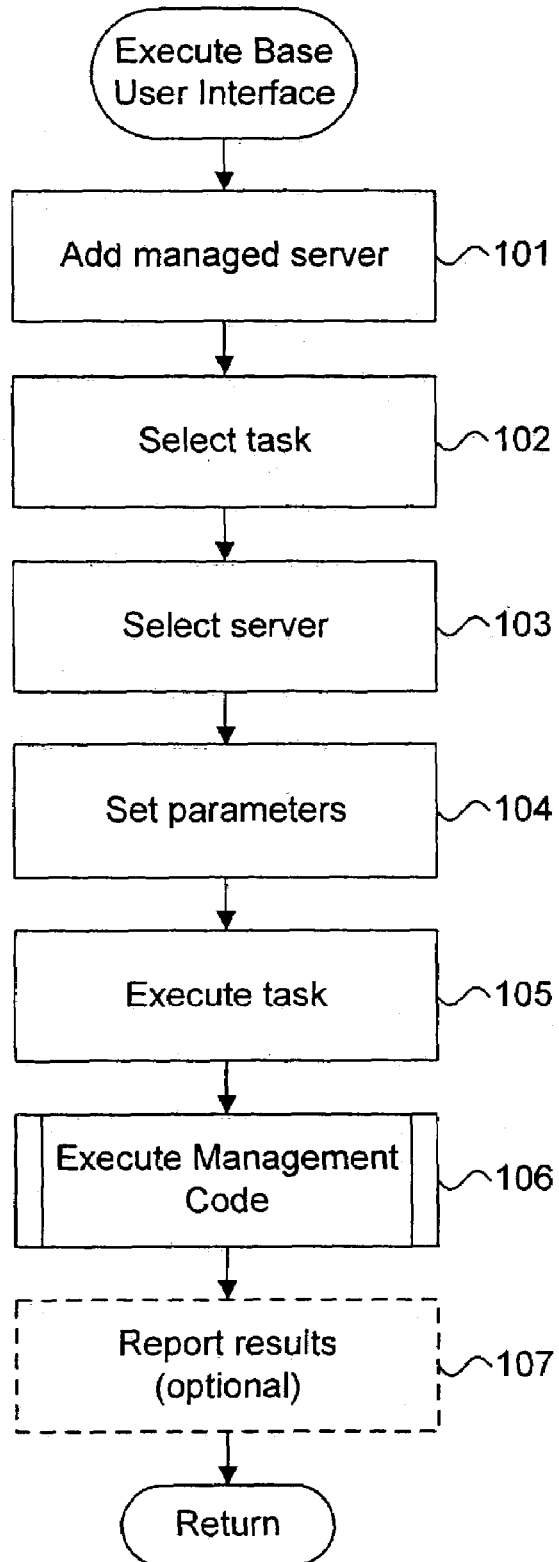 Execute Base
User Interface
Add managed server
101
Select task
102
Select server
103
Set parameters
104
Execute task
105
Execute Management
Code
106
Report results
(optional)
107
Return